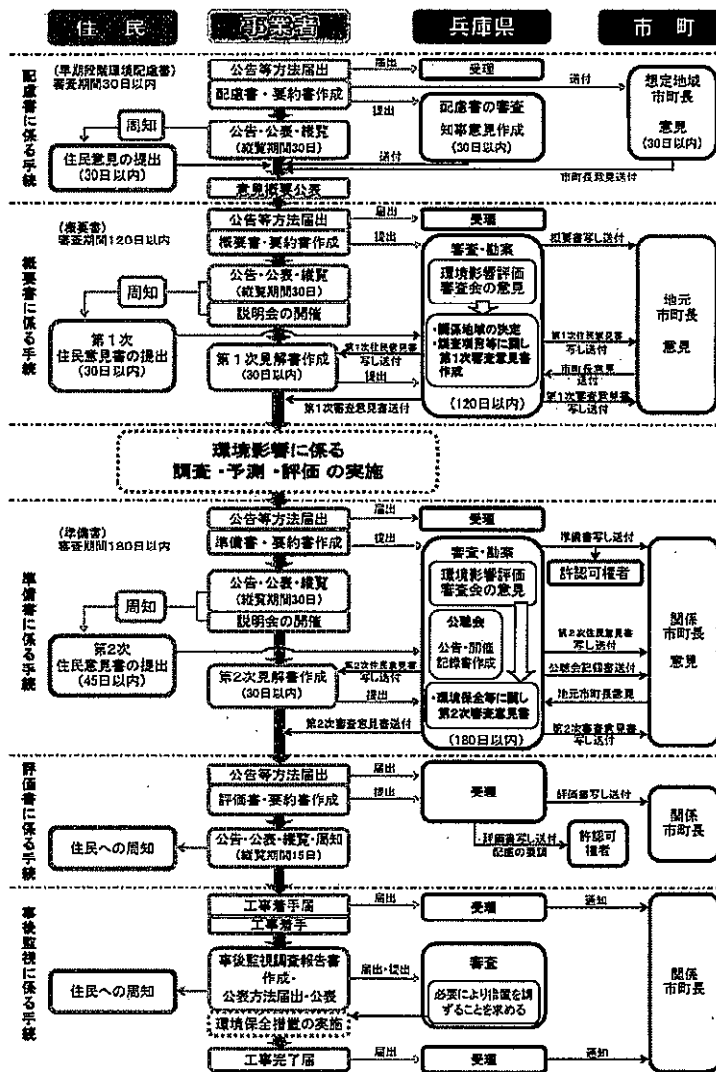 住民
事業者
兵庫県
市町
配慮書に係る手続
(早期段階環境配慮書)
審査期間30日以内
公告等方法届出
届出
受理
配慮書・要約書作成
送付
提出
配慮書の審査
知事意見作成
(30日以内)
想定地域
市町長
意見
(30日以内)
周知
公告・公表・縦覧
(縦覧期間30日)
住民意見の提出
(30日以内)
送付
市町長意見送付
意見概要公表
概要書に係る手続
(概要書)
審査期間120日以内
公告等方法届出
届出
受理
概要書・要約書作成
提出
審査・勘案
環境影響評価
審査会の意見
概要書写し送付
周知
公告・公表・縦覧
(縦覧期間30日)
説明会の開催
地元
市町長
意見
第1次
住民意見書の提出
(30日以内)
・関係地域の決定
・調査項目等に関し
第1次審査意見書
作成
第1次住民意見書
写し送付
第1次見解書作成
(30日以内)
提出
第1次住民意見書
写し送付
市町長意見
送付
第1次審査意見書送付
(120日以内)
第1次審査意見書
写し送付
環境影響に係る
調査・予測・評価の実施
準備書に係る手続
(準備書)
審査期間180日以内
公告等方法届出
届出
受理
準備書・要約書作成
提出
審査・勘案
環境影響評価
審査会の意見
準備書写し送付
許認可権者
周知
公告・公表・縦覧
(縦覧期間30日)
説明会の開催
公聴会
公告・開催
記録書作成
関係
市町長
意見
第2次
住民意見書の提出
(45日以内)
第2次住民意見書
写し送付
第2次見解書作成
(30日以内)
提出
第2次住民意見書
写し送付
公聴会記録書送付
・環境保全等に関し
第2次審査意見書
地元市町長意見
第2次審査意見書送付
(180日以内)
第2次審査意見書
写し送付
評価書に係る手続
公告等方法届出
届出
受理
評価書・要約書作成
提出
評価書写し送付
関係
市町長
住民への周知
公告・公表・縦覧・周知
(縦覧期間15日)
・評価書写し送付
配慮の要請
許認可
権者
事後監視に係る手続
工事着手届
届出
受理
通知
工事着手
住民への周知
事後監視調査報告書
作成・
公表方法届出・公表
届出・提出
審査
必要により措置を講
ずることを求める
関係
市町長
環境保全措置の実施
工事完了届
届出
受理
通知